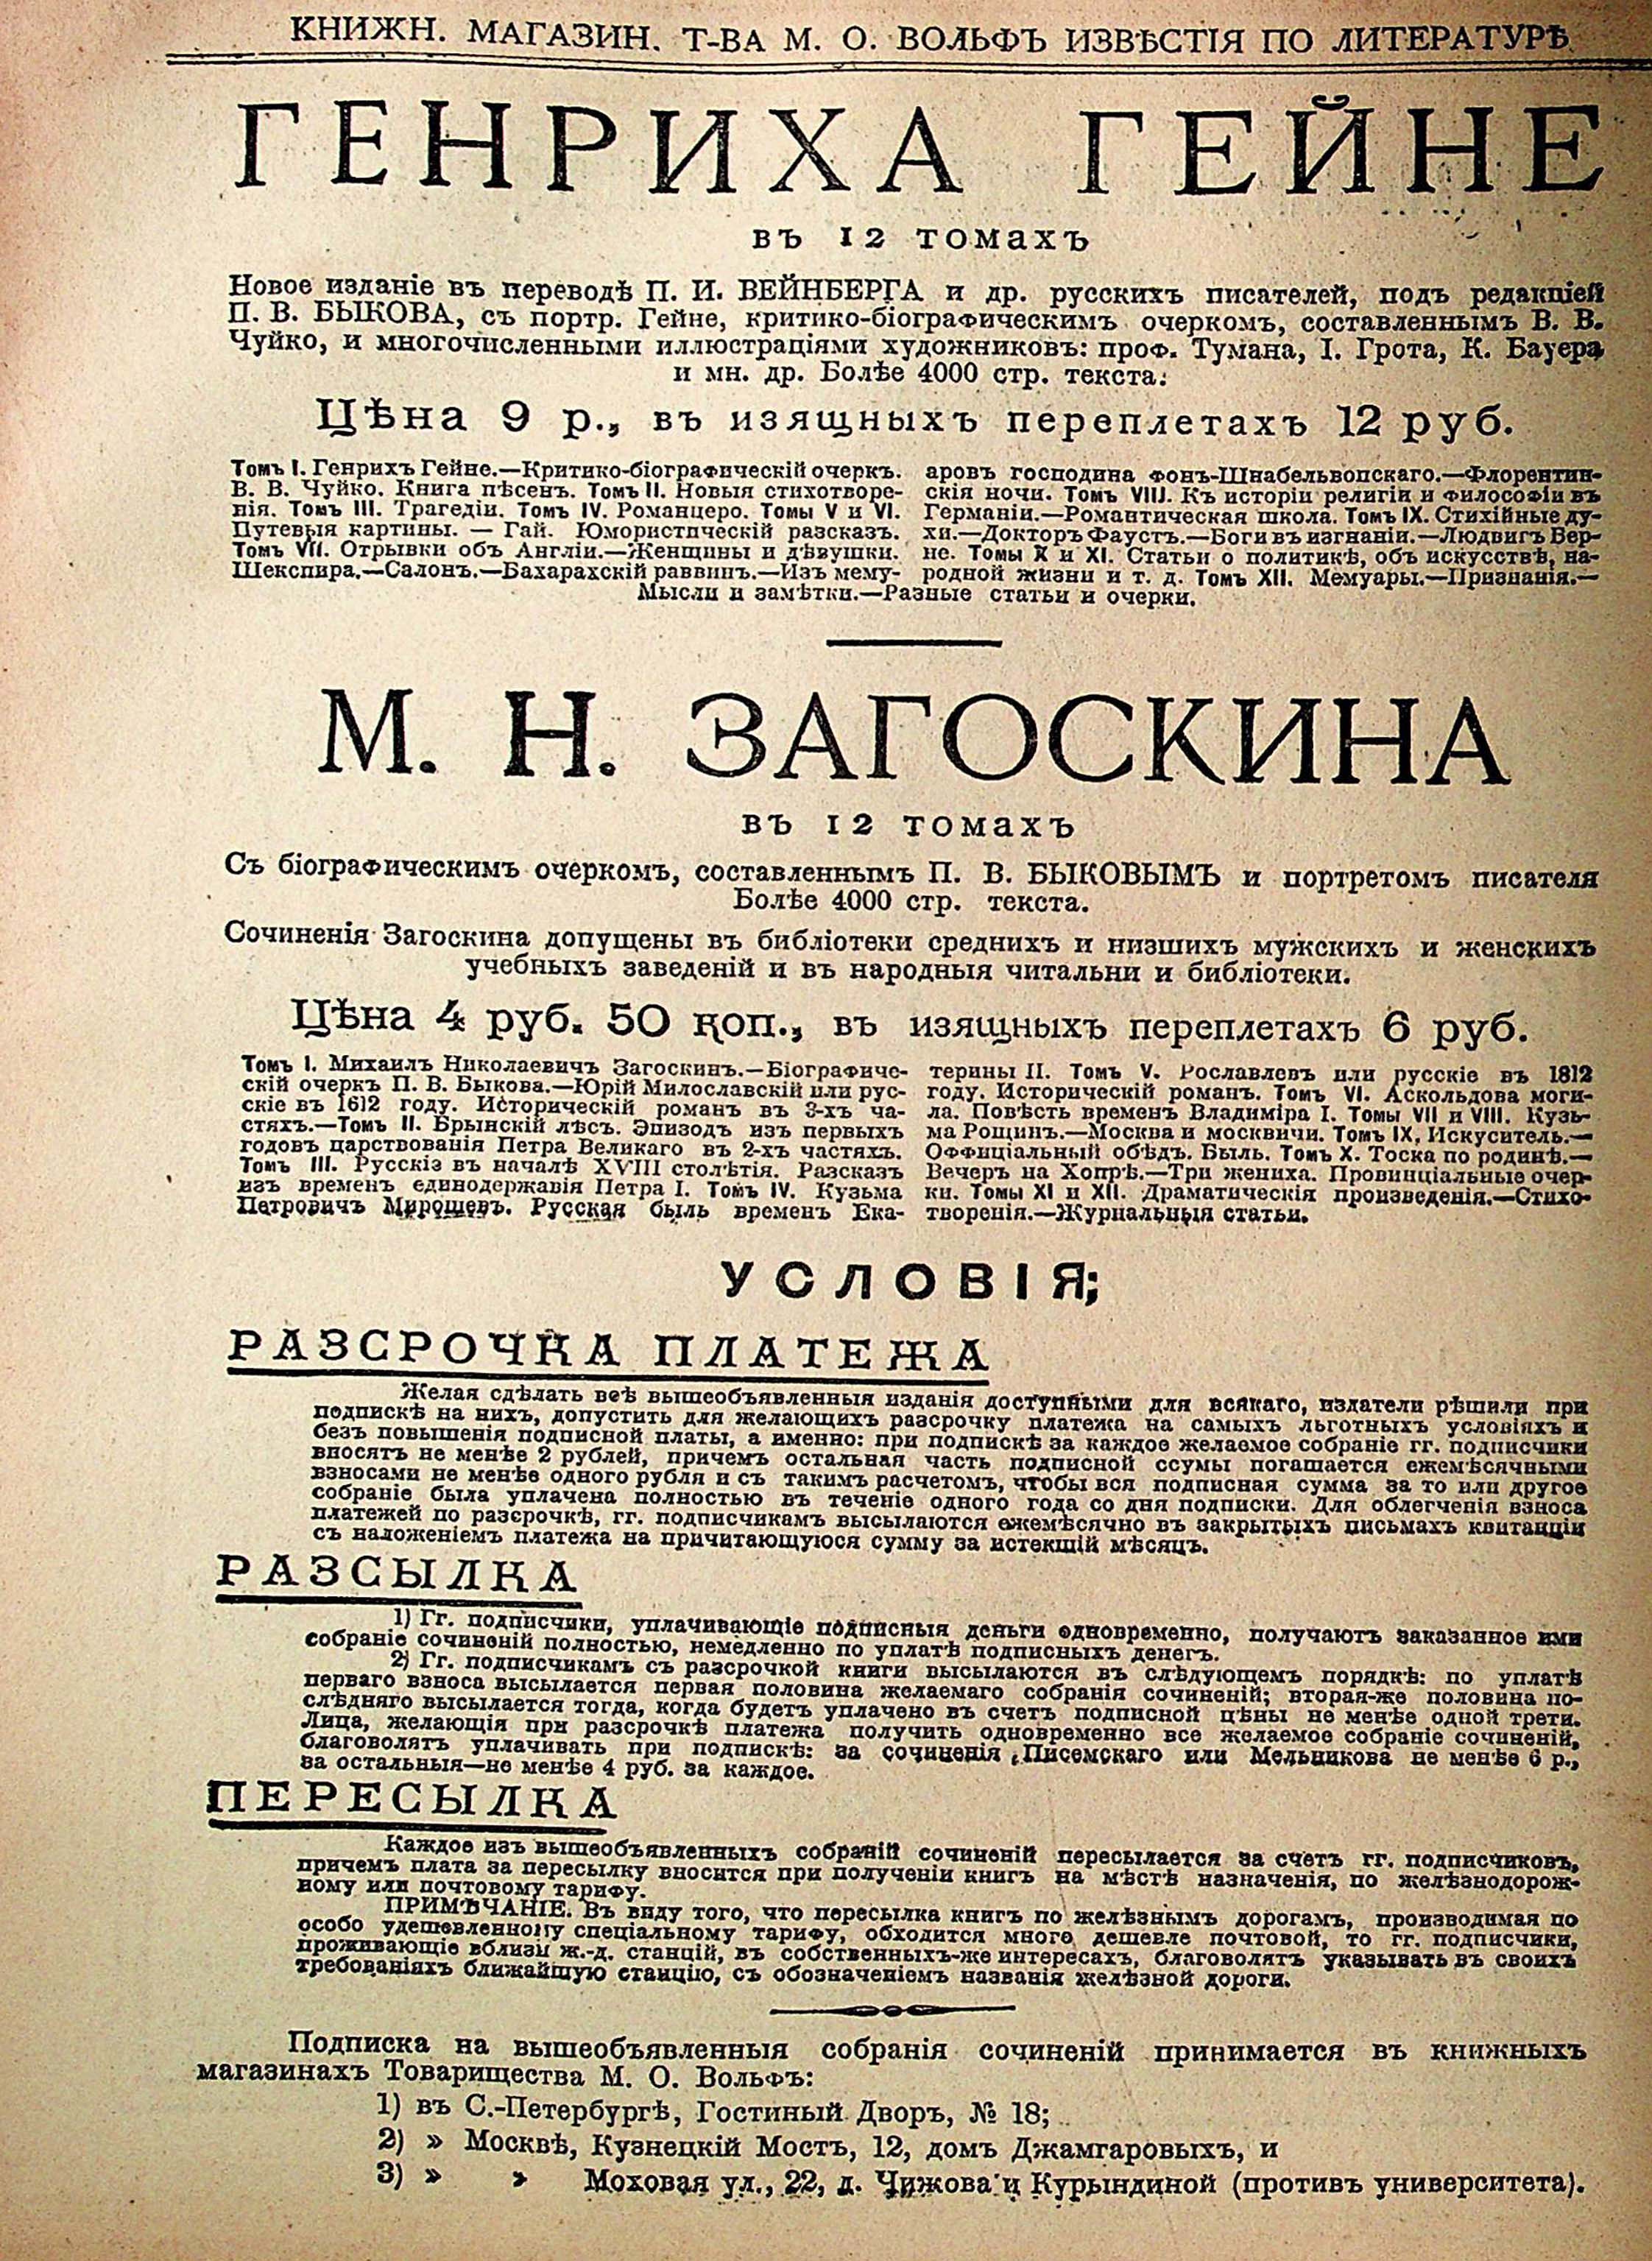 КНИЖН. МАГАЗИН. Т-ВА М. О. ВОЛЬФЪ ИЗВѢСТІЯ ПО ЛИТЕРАТУРѢ
ГЕНРИХА ГЕЙНЕ
въ 12 томахъ
Новое изданіе въ переводѣ П. И. ВЕЙНБЕРГА и др. русскихъ писателей, подъ редакціей
П. В. БЫКОВА, съ портр. Гейне, критико-біографическимъ очеркомъ, составленнымъ В. В.
Чуйко, и многочисленными иллюстраціями художниковъ: проф. Тумана, І. Грота, К. Бауера
и мн. др. Болѣе 4000 стр. текста.
Цѣна 9 р., въ изящныхъ переплетахъ 12 руб.
Томъ I. Генрихъ Гейне.—Критико-біографическій очеркъ.
В. В. Чуйко. Книга пѣсенъ. Томъ II. Новыя стихотворе-
нія. Томъ III. Трагедіи. Томъ IV. Романцеро. Томы V и VI.
Путевыя картины. — Гай. Юмористическій разсказъ.
Томъ VII. Отрывки объ Англіи.—Женщины и дѣвушки.
Шекспира.—Салонъ.—Бахарахскій раввинъ.—Изъ мему-
аровъ господина фонъ-Шнабельвопскаго.—Флорентин-
скія ночи. Томъ VIII. Къ исторіи религіи и философіи въ
Германіи.—Романтическая школа. Томъ IX. Стихійные ду-
хи.—Докторъ Фаустъ.—Боги въ изгнаніи.—Людвигъ Бер-
не. Томы X и XI. Статьи о политикѣ, объ искусствѣ, на-
родной жизни и т. д. Томъ XII. Мемуары.—Признанія.—
Мысли и замѣтки.—Разные статьи и очерки.
М. Н. ЗАГОСКИНА
въ 12 томахъ
Съ біографическимъ очеркомъ, составленнымъ П. В. БЫКОВЫМЪ и портретомъ писателя
Болѣе 4000 стр. текста.
Сочиненія Загоскина допущены въ библіотеки среднихъ и низшихъ мужскихъ и женскихъ
учебныхъ заведеній и въ народныя читальни и библіотеки.
Цѣна 4 руб. 50 коп., въ изящныхъ переплетахъ 6 руб.
Томъ I. Михаилъ Николаевичъ Загоскинъ.—Біографиче-
скій очеркъ П. В. Быкова.—Юрій Милославскій или рус-
скіе въ 1612 году. Историческій романъ въ 3-хъ ча-
стяхъ.—Томъ II. Брынскій лѣсъ. Эпизодъ изъ первыхъ
годовъ царствованія Петра Великаго въ 2-хъ частяхъ.
Томъ III. Русскіе въ началѣ XVIII столѣтія. Разсказъ
изъ временъ единодержавія Петра I. Томъ IV. Кузьма
Петровичъ Мирошевъ. Русская быль временъ Ека-
терины II. Томъ V. Рославлевъ или русскіе въ 1812
году. Историческій романъ. Томъ VI. Аскольдова моги-
ла. Повѣсть временъ Владиміра I. Томы VII и VIII. Кузь-
ма Рощинъ.—Москва и москвичи. Томъ IX. Искуситель.—
Оффиціальный обѣдъ. Быль. Томъ X. Тоска по родинѣ.—
Вечеръ на Хопрѣ.—Три жениха. Провинціальные очер-
ки. Томы XI и XII. Драматическія произведенія.—Стихо-
творенія.—Журнальныя статьи.
УСЛОВІЯ;
РАЗСРОЧКА ПЛАТЕЖА
Желая сдѣлать всѣ вышеобъявленныя изданія доступными для всякаго, издатели рѣшили при
подпискѣ на нихъ, допустить для желающихъ разсрочку платежа на самыхъ льготныхъ условіяхъ и
безъ повышенія подписной платы, а именно: при подпискѣ за каждое желаемое собраніе гг. подписчики
вносятъ не менѣе 2 рублей, причемъ остальная часть подписной ссумы погашается ежемѣсячными
взносами не менѣе одного рубля и съ такимъ расчетомъ, чтобы вся подписная сумма за то или другое
собраніе была уплачена полностью въ теченіе одного года со дня подписки. Для облегченія взноса
платежей по разсрочкѣ, гг. подписчикамъ высылаются ежемѣсячно въ закрытыхъ письмахъ квитанціи
съ наложеніемъ платежа на причитающуюся сумму за истекшій мѣсяцъ.
РАЗСЫЛКА
1) Гг. подписчики, уплачивающіе подписныя деньги одновременно, получаютъ заказанное ими
собраніе сочиненій полностью, немедленно по уплатѣ подписныхъ денегъ.
2) Гг. подписчикамъ съ разсрочкой книги высылаются въ слѣдующемъ порядкѣ: по уплатѣ
перваго взноса высылается первая половина желаемаго собранія сочиненій; вторая-же половина по-
слѣдняго высылается тогда, когда будетъ уплачено въ счетъ подписной цѣны не менѣе одной трети.
Лица, желающія при разсрочкѣ платежа получить одновременно все желаемое собраніе сочиненій,
благоволятъ уплачивать при подпискѣ: за сочиненія Писемскаго или Мельникова не менѣе 6 р.,
за остальныя—не менѣе 4 руб. за каждое.
ПЕРЕСЫЛКА
Каждое изъ вышеобъявленныхъ собраній сочиненій пересылается за счетъ гг. подписчиковъ,
причемъ плата за пересылку вносится при полученіи книгъ на мѣстѣ назначенія, по желѣзнодорож-
ному или почтовому тарифу.
ПРИМѢЧАНІЕ. Въ виду того, что пересылка книгъ по желѣзнымъ дорогамъ, производимая по
особо удешевленному спеціальному тарифу, обходится много дешевле почтовой, то гг. подписчики,
проживающіе вблизи ж.-д. станцій, въ собственныхъ-же интересахъ, благоволятъ указывать въ своихъ
требованіяхъ ближайшую станцію, съ обозначеніемъ названія желѣзной дороги.
Подписка на вышеобъявленныя собранія сочиненій принимается въ книжныхъ
магазинахъ Товарищества М. О. Вольфъ:
1) въ С.-Петербургѣ, Гостиный Дворъ, № 18;
2) » Москвѣ, Кузнецкій Мостъ, 12, домъ Джамгаровыхъ, и
3) » » Моховая ул., 22, д. Чижова и Курындиной (противъ университета).